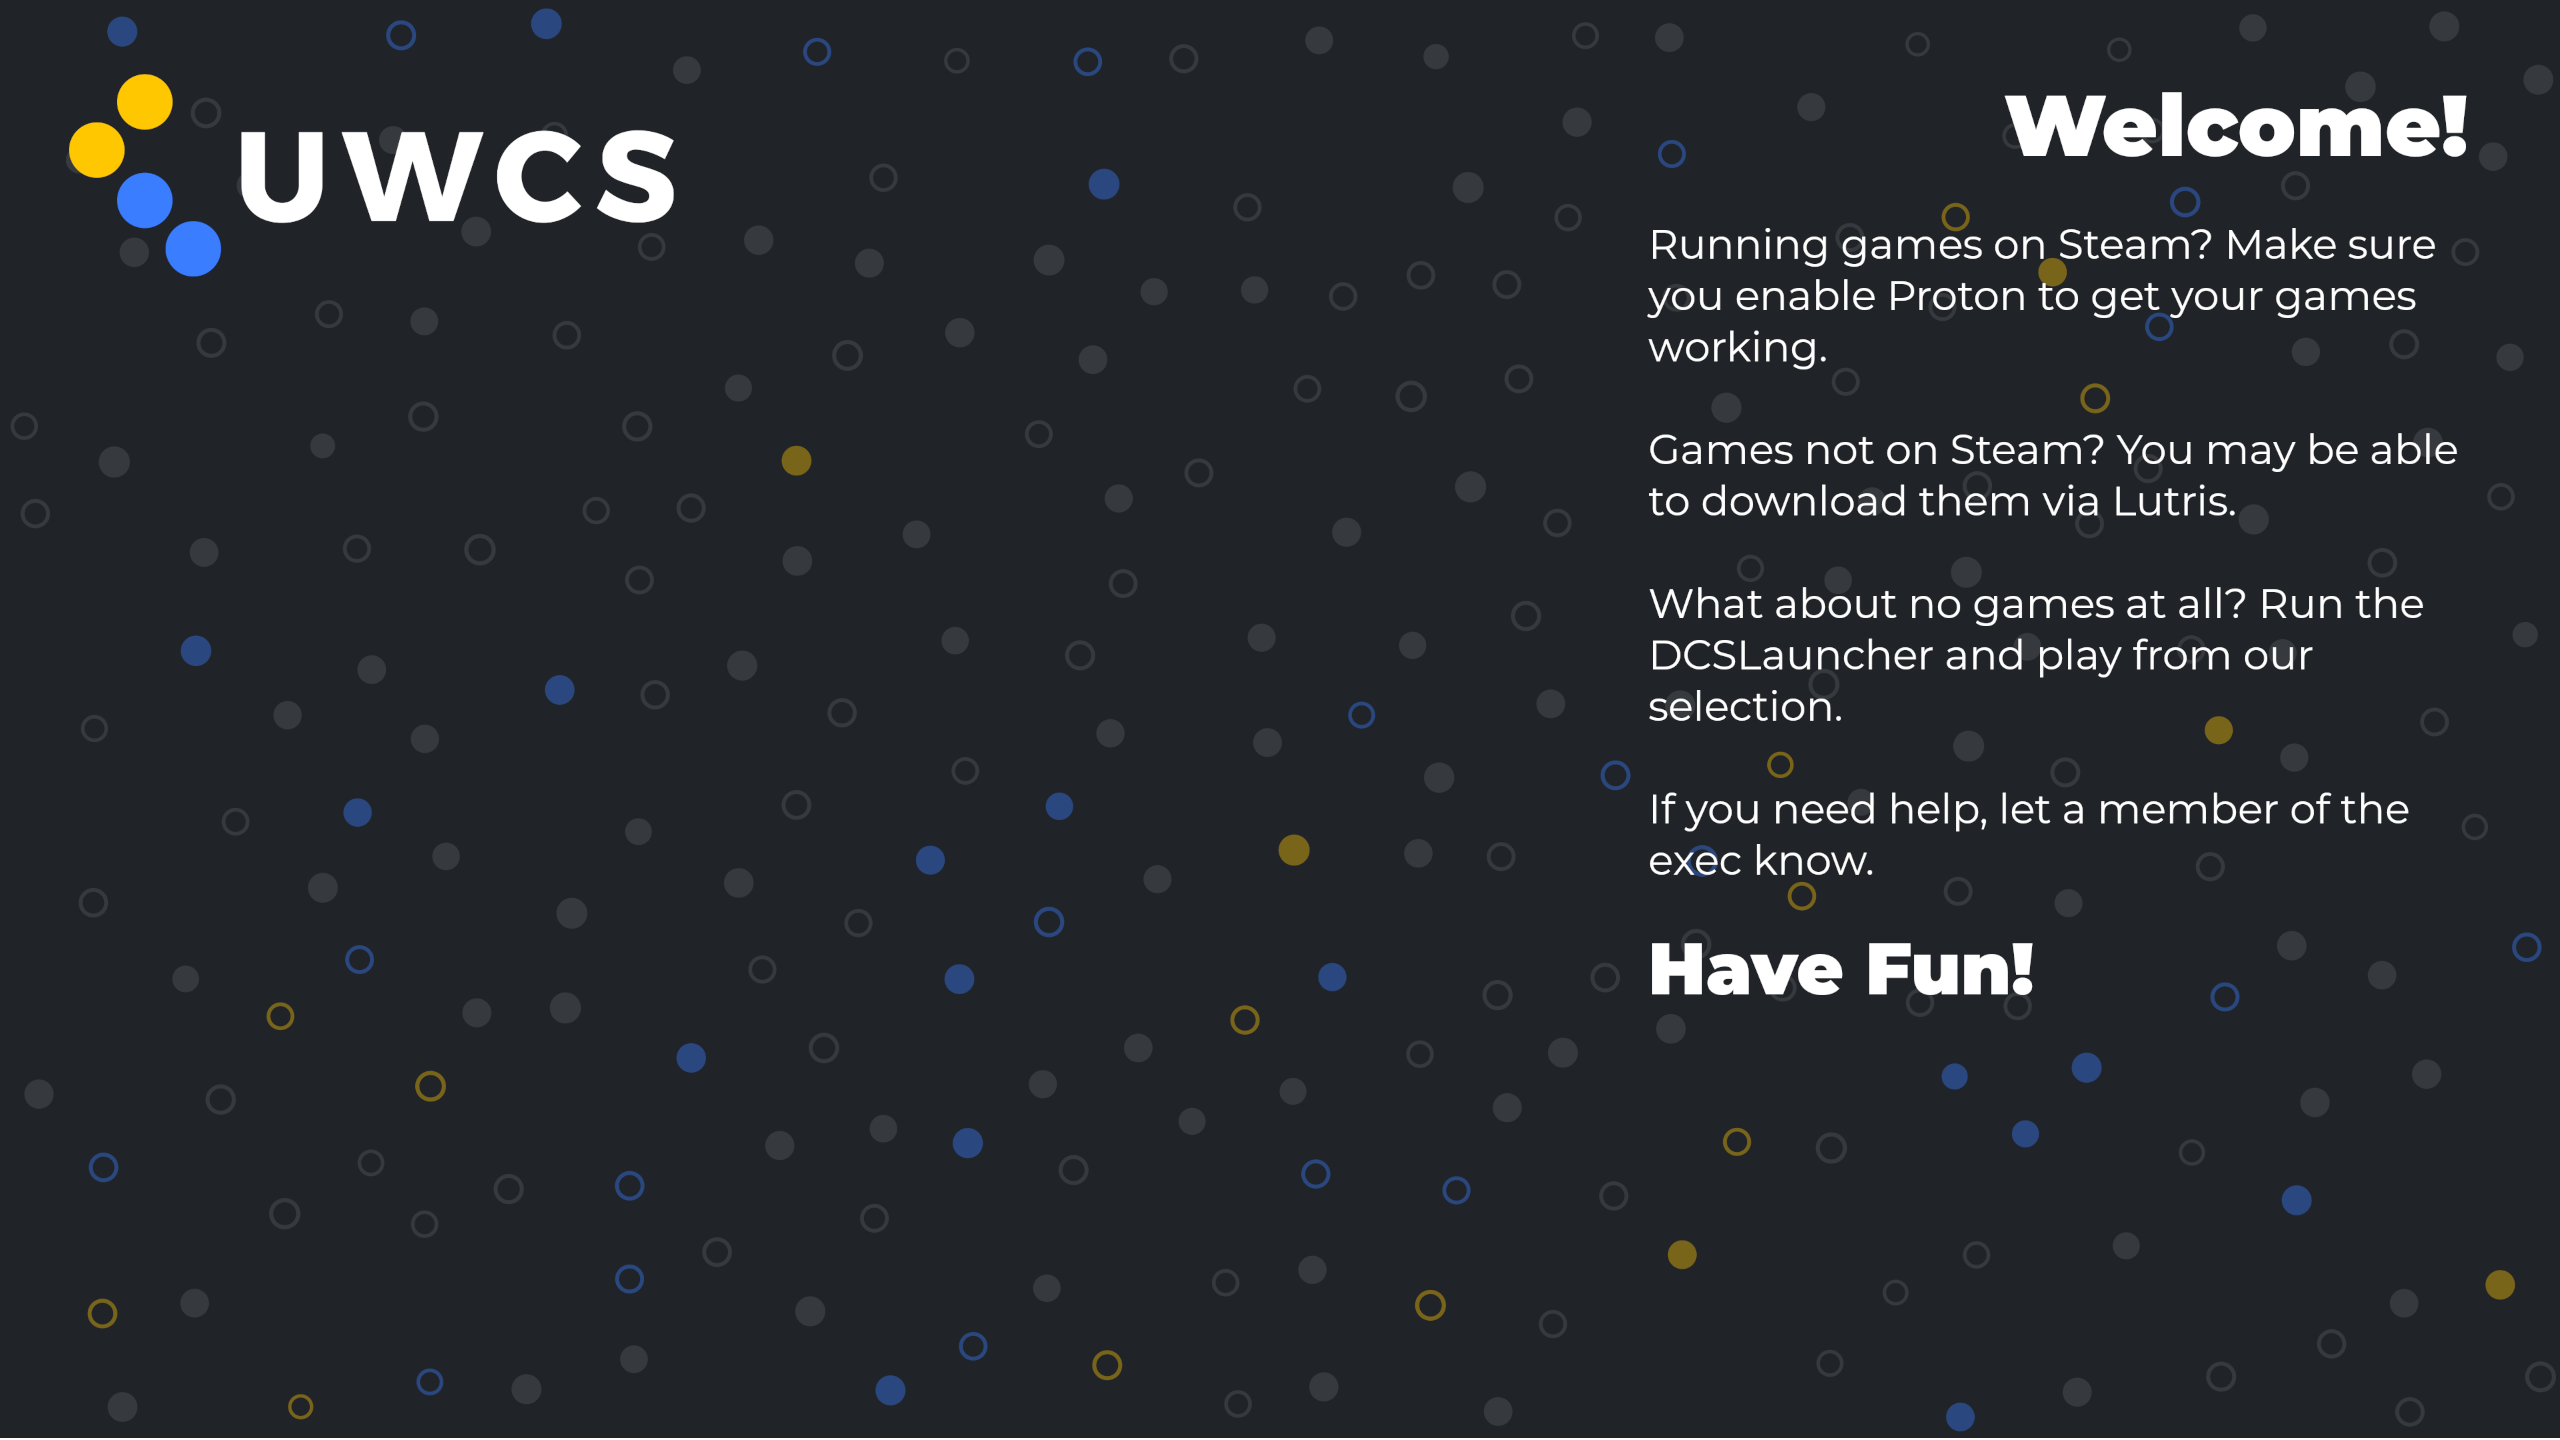 UWCS
Welcome!
Running games on Steam? Make sure
you enable Proton to get your games
working.
Games not on Steam? You may be able
to download them via Lutris.
What about no games at all? Run the
DCSLauncher and play from our
selection.
If you need help, let a member of the
exec know.
Have Fun!